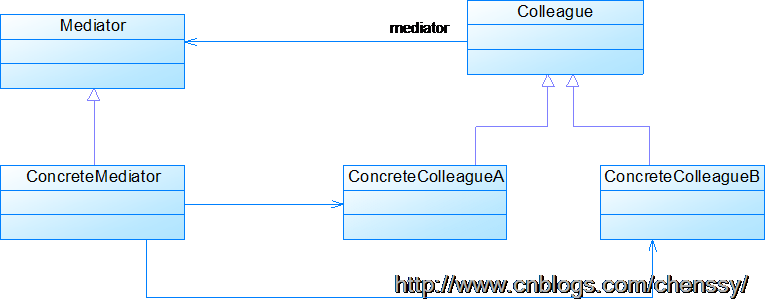 Mediator
mediator
Colleague
ConcreteMediator
ConcreteColleagueA
ConcreteColleagueB
http://www.cnblogs.com/chenssy/